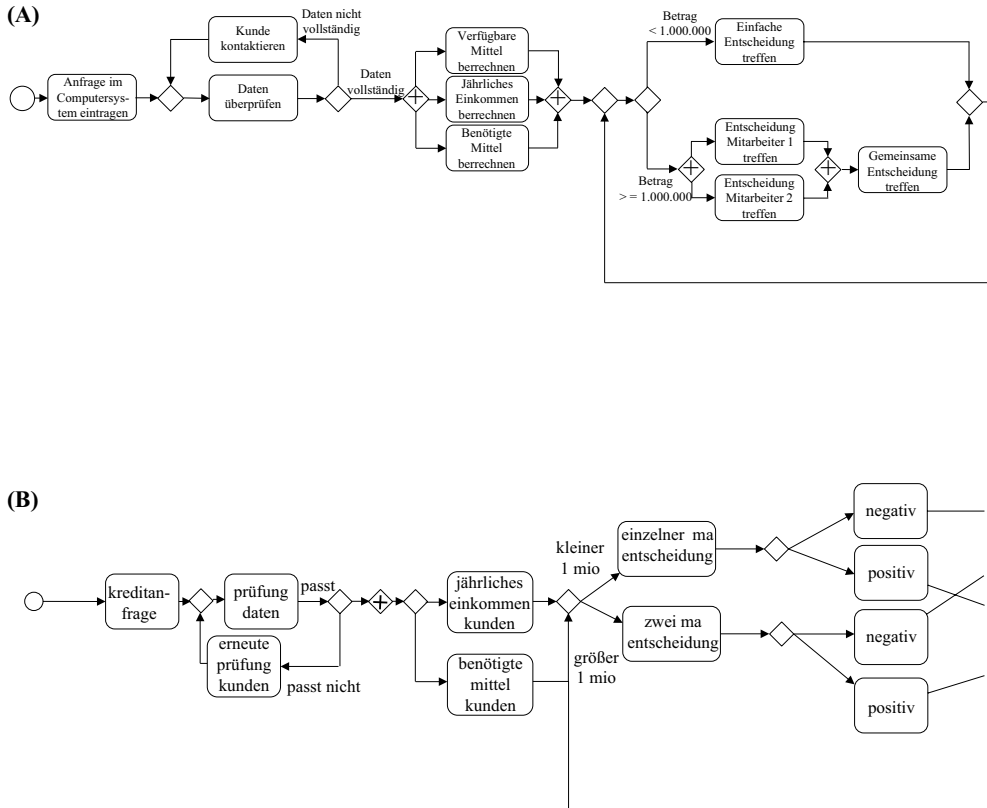 (A)
Anfrage im
Computersys-
tem eintragen
Kunde
kontaktieren
Daten nicht
vollständig
Daten
überprüfen
Daten
vollständig
Verfügbare
Mittel
berechnen
Jährliches
Einkommen
berechnen
Benötigte
Mittel
berechnen
Betrag
< 1.000.000
Einfache
Entscheidung
treffen
Betrag
> = 1.000.000
Entscheidung
Mitarbeiter 1
treffen
Entscheidung
Mitarbeiter 2
treffen
Gemeinsame
Entscheidung
treffen
(B)
kreditan-
frage
prüfung
daten
passt
erneute
prüfung
kunden
passt nicht
jährliches
einkommen
kunden
benötigte
mittel
kunden
kleiner
1 mio
größer
1 mio
einzelner ma
entscheidung
zwei ma
entscheidung
negativ
positiv
negativ
positiv